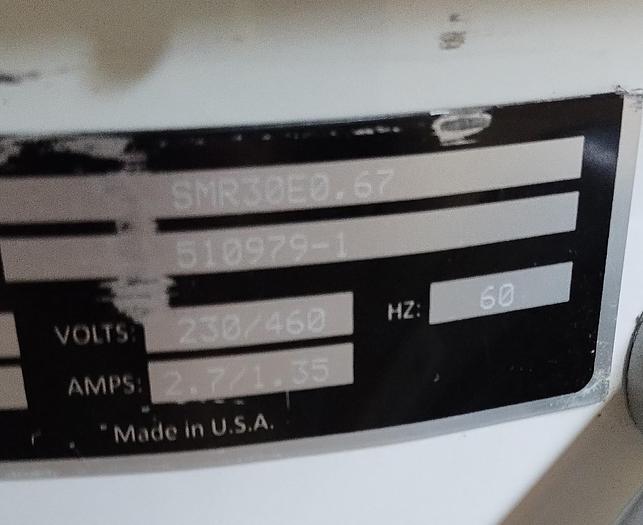 SMR30E0.67
510979-1
VOLTS: 230/460 HZ: 60
AMPS: 2.7/1.35
Made in U.S.A.